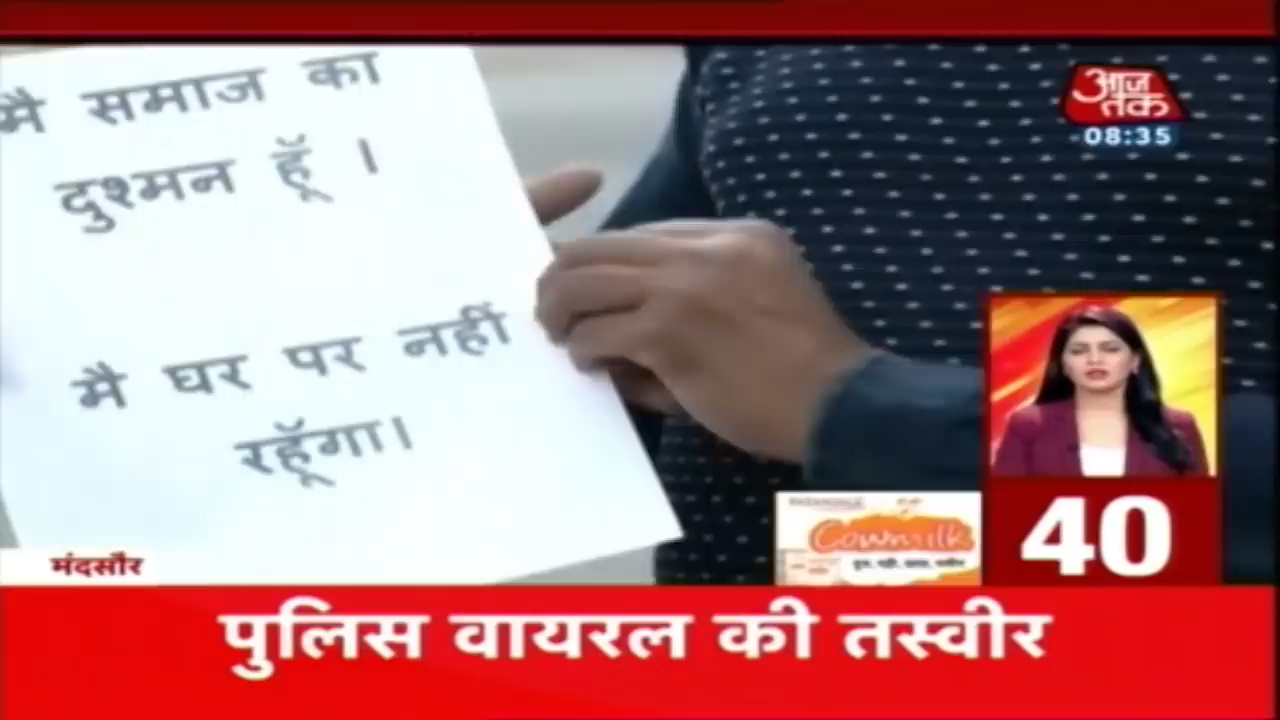 मै समाज का
दुश्मन हूॅं ।
मै घर पर नहीं
रहूॅंगा।
आज
तक
08:35
Cowmilk
40
मंदसौर
पुलिस वायरल की तस्वीर